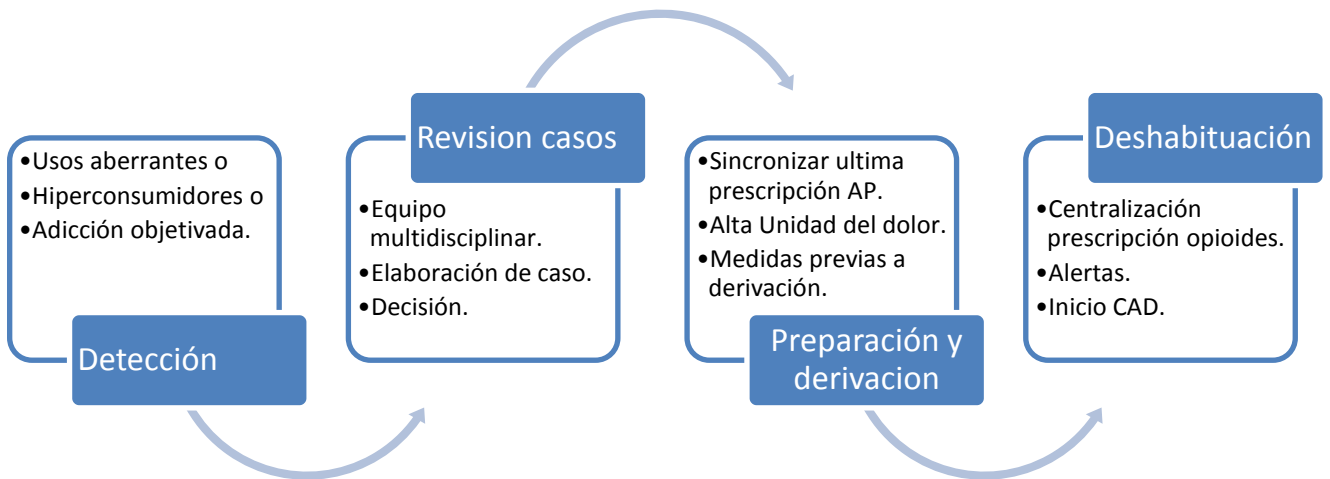 •Usos aberrantes o
•Hiperconsumidores o
•Adicción objetivada.
Detección
Revision casos
•Equipo
multidisciplinar.
•Elaboración de caso.
•Decisión.
•Sincronizar ultima
prescripción AP.
•Alta Unidad del dolor.
•Medidas previas a
derivación.
Preparación y
derivacion
Deshabituación
•Centralización
prescripción opioides.
•Alertas.
•Inicio CAD.